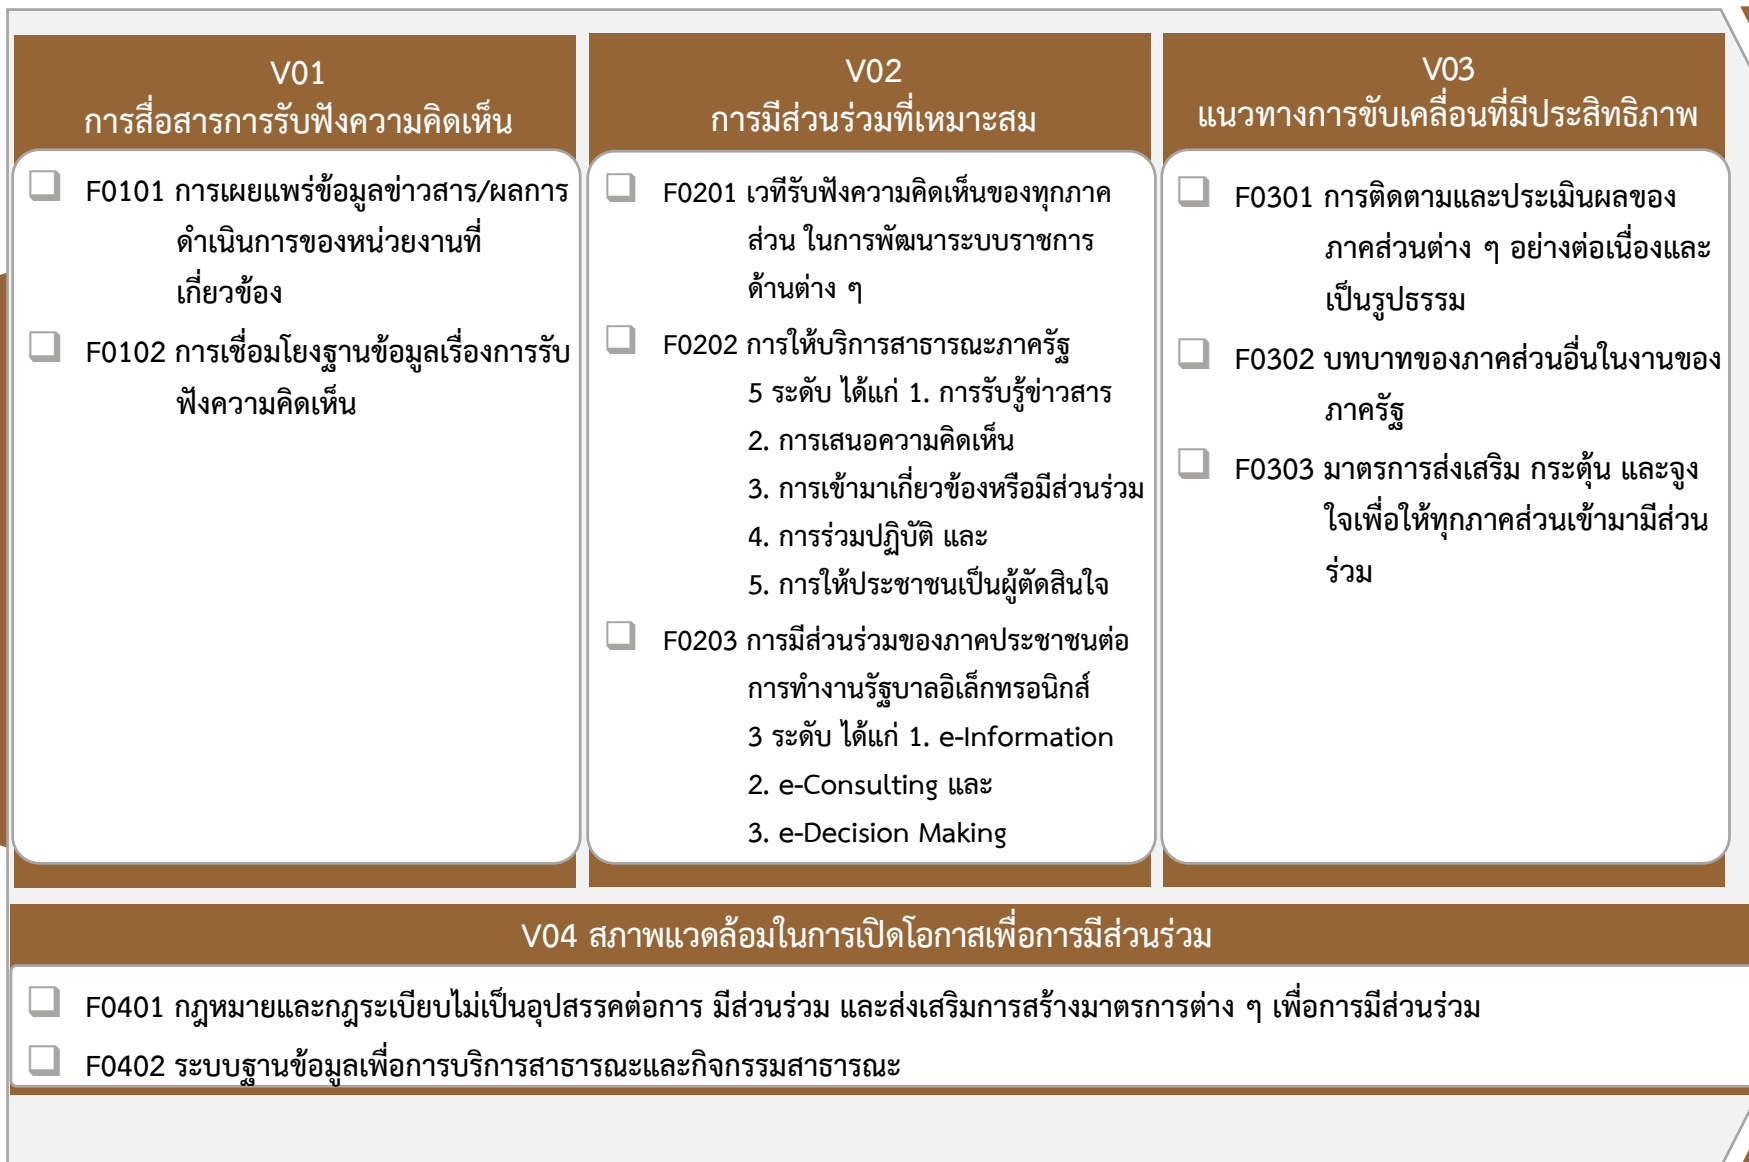 V01
การสื่อสารการรับฟังความคิดเห็น
F0101 การเผยแพร่ข้อมูลข่าวสาร/ผลการ
ดำเนินการของหน่วยงานที่
เกี่ยวข้อง
F0102 การเชื่อมโยงฐานข้อมูลเรื่องการรับ
ฟังความคิดเห็น
V02
การมีส่วนร่วมที่เหมาะสม
F0201 เวทีรับฟังความคิดเห็นของทุกภาค
ส่วน ในการพัฒนาระบบราชการ
ด้านต่าง ๆ
F0202 การให้บริการสาธารณะภาครัฐ
5 ระดับ ได้แก่ 1. การรับรู้ข่าวสาร
2. การเสนอความคิดเห็น
3. การเข้ามาเกี่ยวข้องหรือมีส่วนร่วม
4. การร่วมปฏิบัติ และ
5. การให้ประชาชนเป็นผู้ตัดสินใจ
F0203 การมีส่วนร่วมของภาคประชาชนต่อ
การทำงานรัฐบาลอิเล็กทรอนิกส์
3 ระดับ ได้แก่ 1. e-Information
2. e-Consulting และ
3. e-Decision Making
V03
แนวทางการขับเคลื่อนที่มีประสิทธิภาพ
F0301 การติดตามและประเมินผลของ
ภาคส่วนต่าง ๆ อย่างต่อเนื่องและ
เป็นรูปธรรม
F0302 บทบาทของภาคส่วนอื่นในงานของ
ภาครัฐ
F0303 มาตรการส่งเสริม กระตุ้น และจูง
ใจเพื่อให้ทุกภาคส่วนเข้ามามีส่วน
ร่วม
V04 สภาพแวดล้อมในการเปิดโอกาสเพื่อการมีส่วนร่วม
F0401 กฎหมายและกฎระเบียบไม่เป็นอุปสรรคต่อการ มีส่วนร่วม และส่งเสริมการสร้างมาตรการต่าง ๆ เพื่อการมีส่วนร่วม
F0402 ระบบฐานข้อมูลเพื่อการบริการสาธารณะและกิจกรรมสาธารณะ